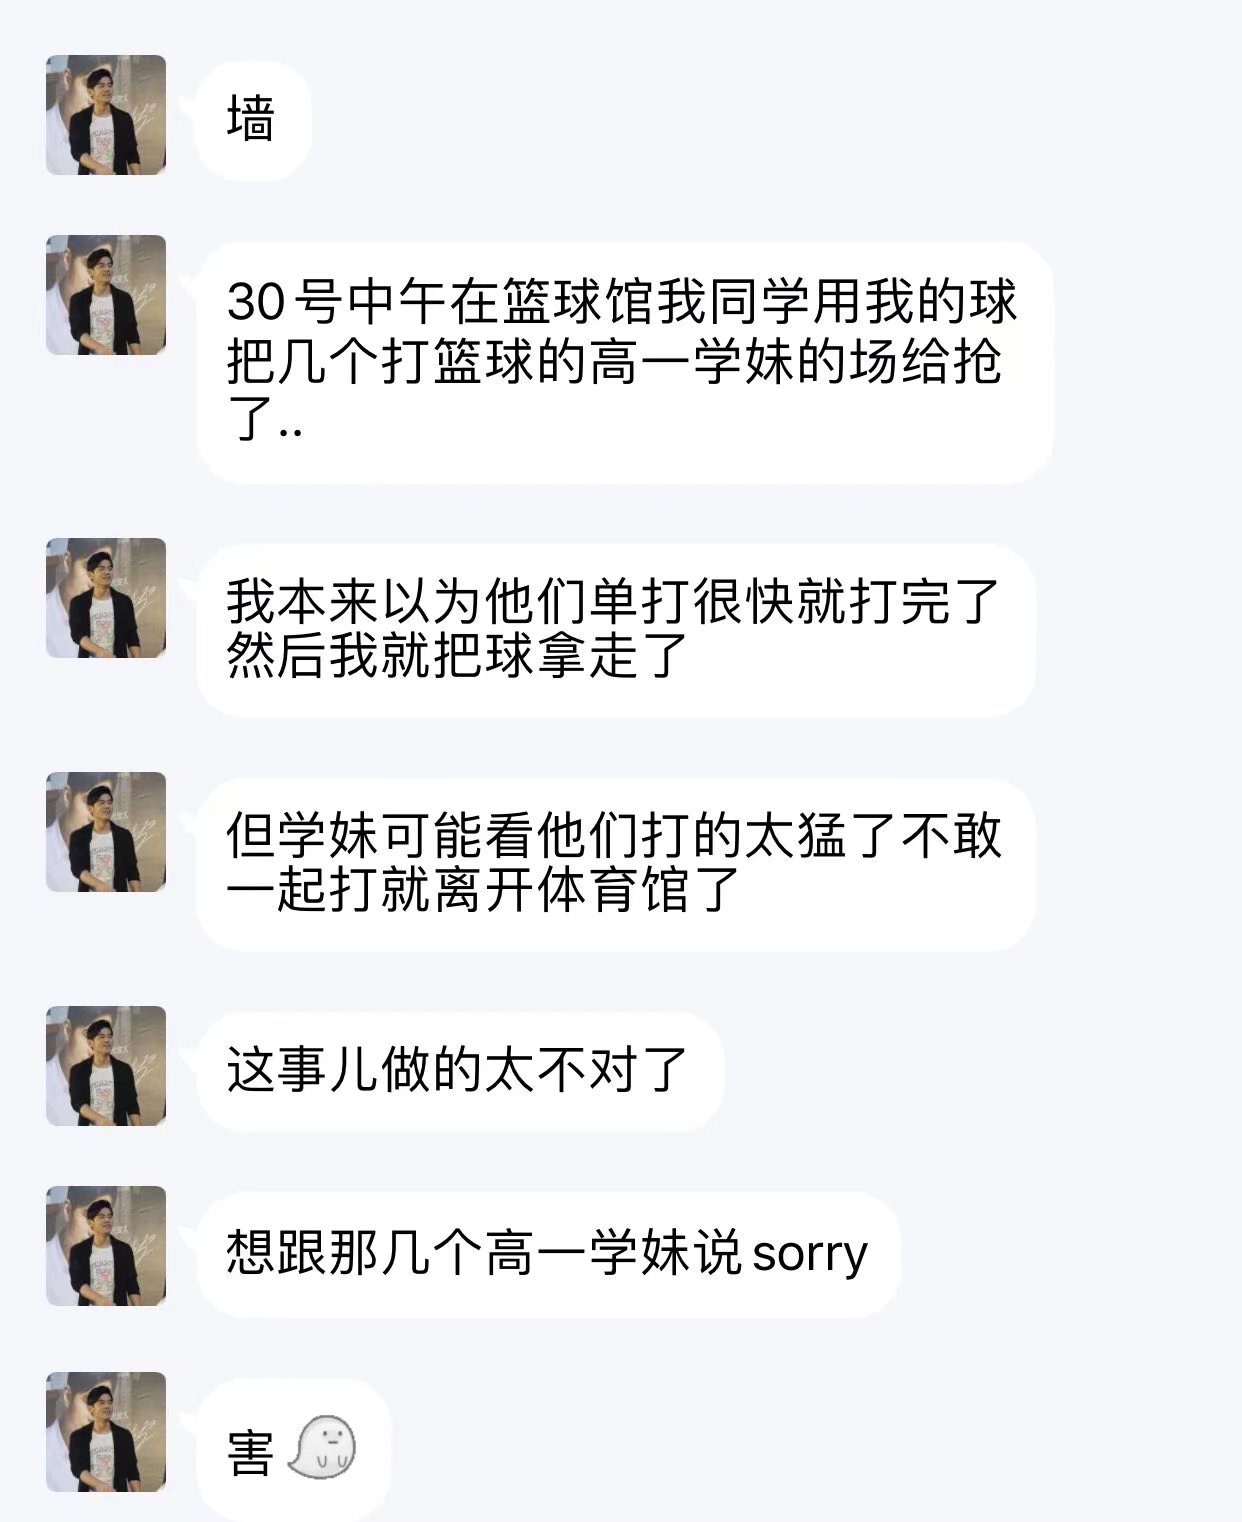 墙
30号中午在篮球馆我同学用我的球
把几个打篮球的高一学妹的场给抢
了..
我本来以为他们单打很快就打完了
然后我就把球拿走了
但学妹可能看他们打的太猛了不敢
一起打就离开体育馆了
这事儿做的太不对了
想跟那几个高一学妹说sorry
害